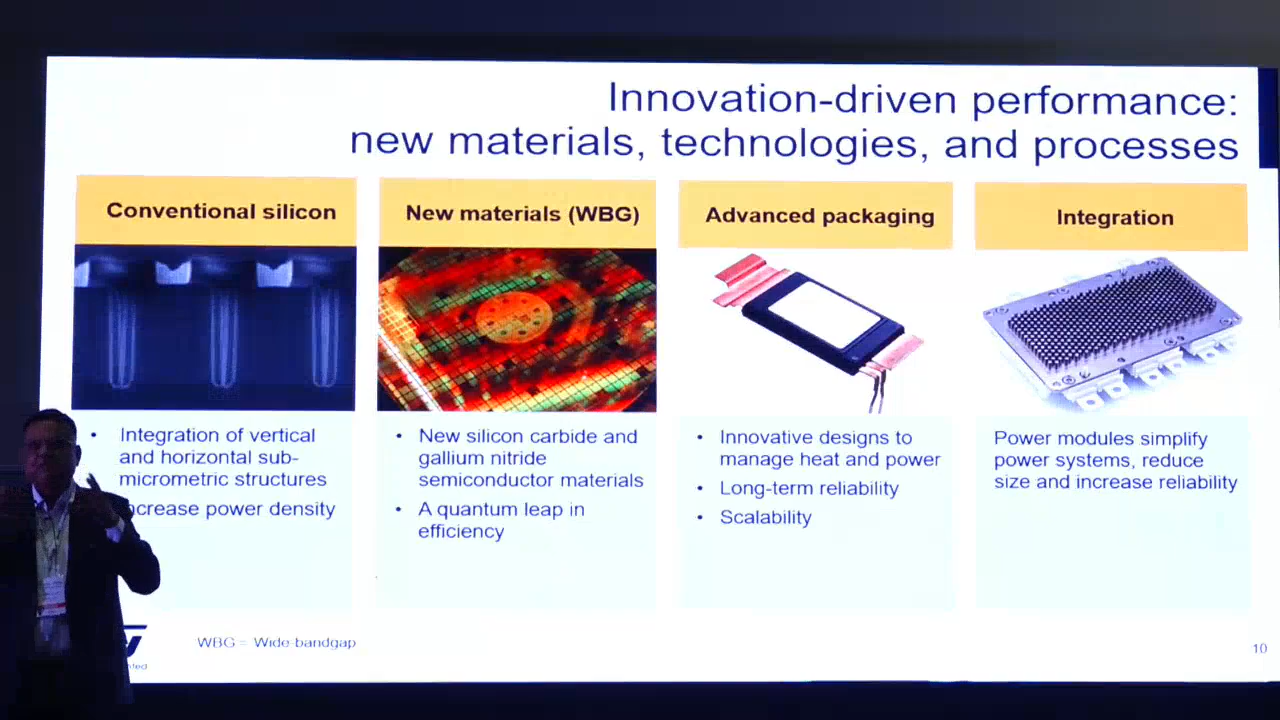 Innovation-driven performance:
new materials, technologies, and processes
Conventional silicon
New materials (WBG)
Advanced packaging
Integration
• Integration of vertical
and horizontal sub-
micrometric structures
crease power density
• New silicon carbide and
gallium nitride
semiconductor materials
• A quantum leap in
efficiency
• Innovative designs to
manage heat and power
• Long-term reliability
• Scalability
Power modules simplify
power systems, reduce
size and increase reliability
WBG = Wide-bandgap
10